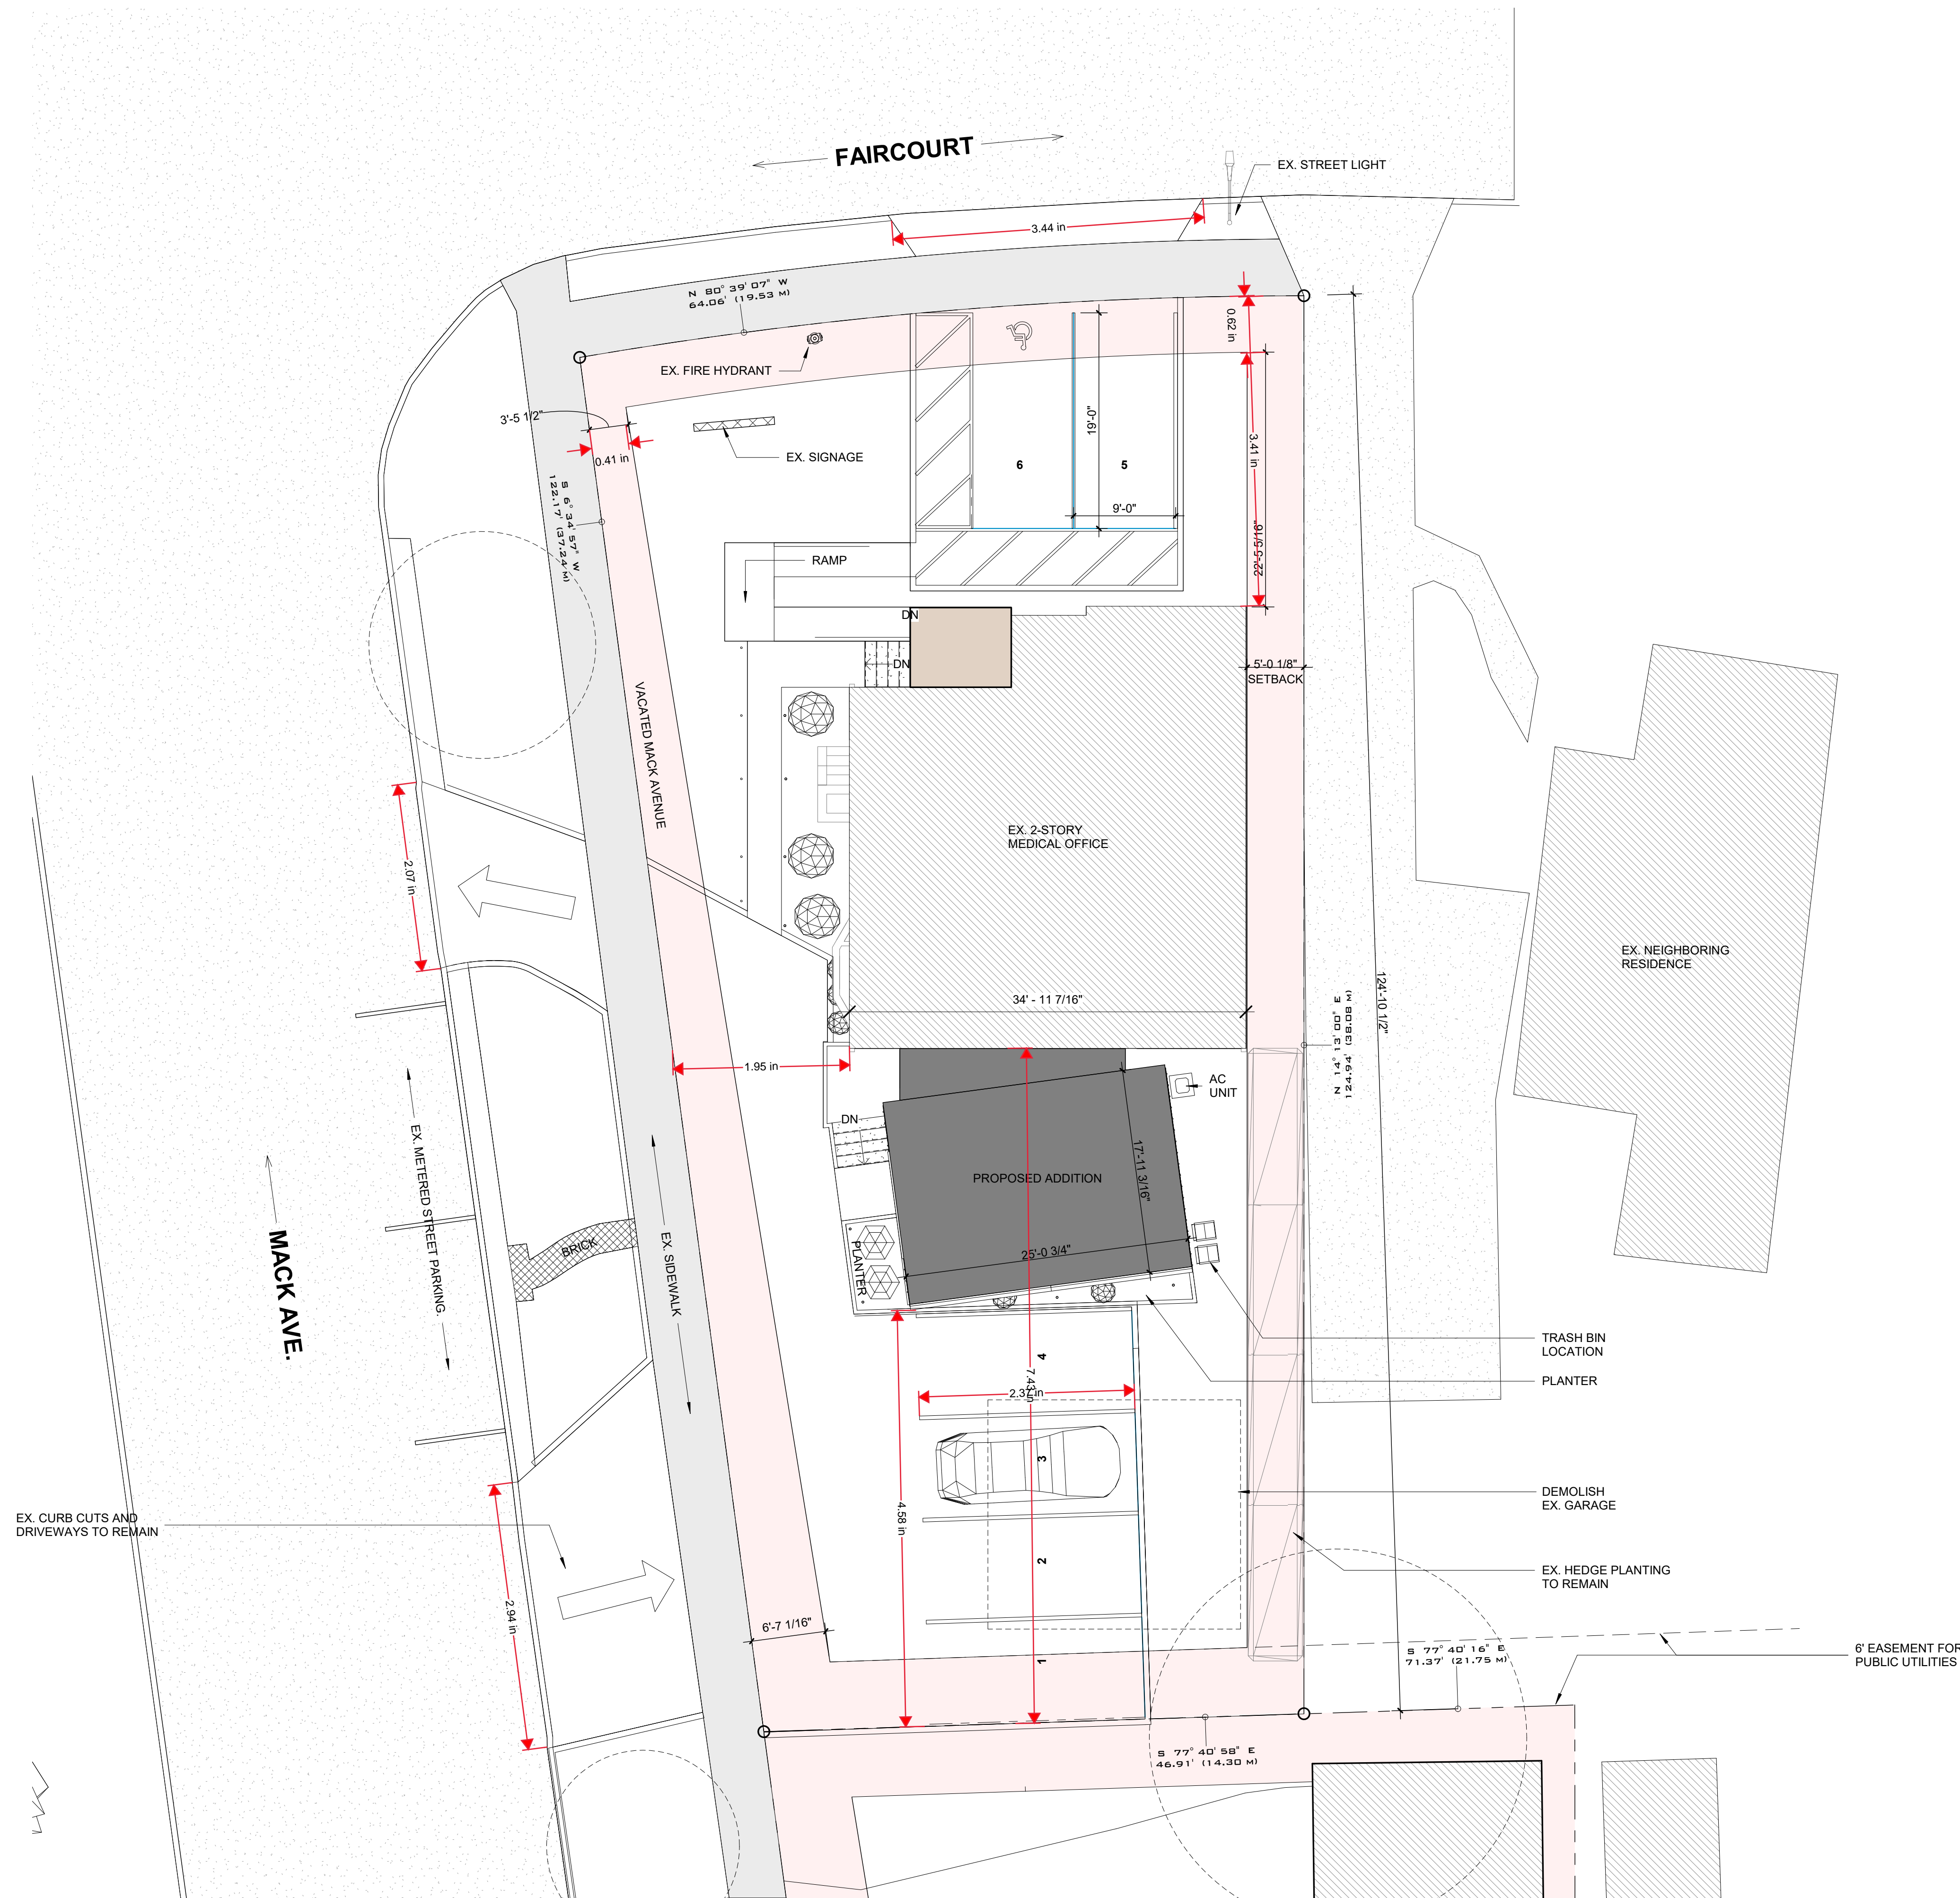 FAIRCOURT
EX. STREET LIGHT
3.44 in
N 80° 39' 07" W
64.06' (19.53 M)
0.62 in
EX. FIRE HYDRANT
3'-5 1/2"
0.41 in
EX. SIGNAGE
19'-0"
6
5
3.41 in
9'-0"
22'-5 5/16"
S 6° 34' 57" W
122.17' (37.24 M)
RAMP
DN
DN
5'-0 1/8"
SETBACK
VACATED MACK AVENUE
EX. 2-STORY
MEDICAL OFFICE
2.07 in
EX. NEIGHBORING
RESIDENCE
34' - 11 7/16"
124'-10 1/2"
N 14° 13' 00" E
124.94' (38.08 M)
1.95 in
AC
UNIT
DN
EX. METERED STREET PARKING.
17'-11 3/16"
PROPOSED ADDITION
MACK AVE.
BRICK
EX. SIDEWALK
PLANTER
25'-0 3/4"
TRASH BIN
LOCATION
4
7.43 in
2.37 in
PLANTER
3
DEMOLISH
EX. GARAGE
4.58 in
EX. CURB CUTS AND
DRIVEWAYS TO REMAIN
2
EX. HEDGE PLANTING
TO REMAIN
2.94 in
6'-7 1/16"
1
S 77° 40' 16" E
71.37' (21.75 M)
6' EASEMENT FOR
PUBLIC UTILITIES
S 77° 40' 58" E
46.91' (14.30 M)